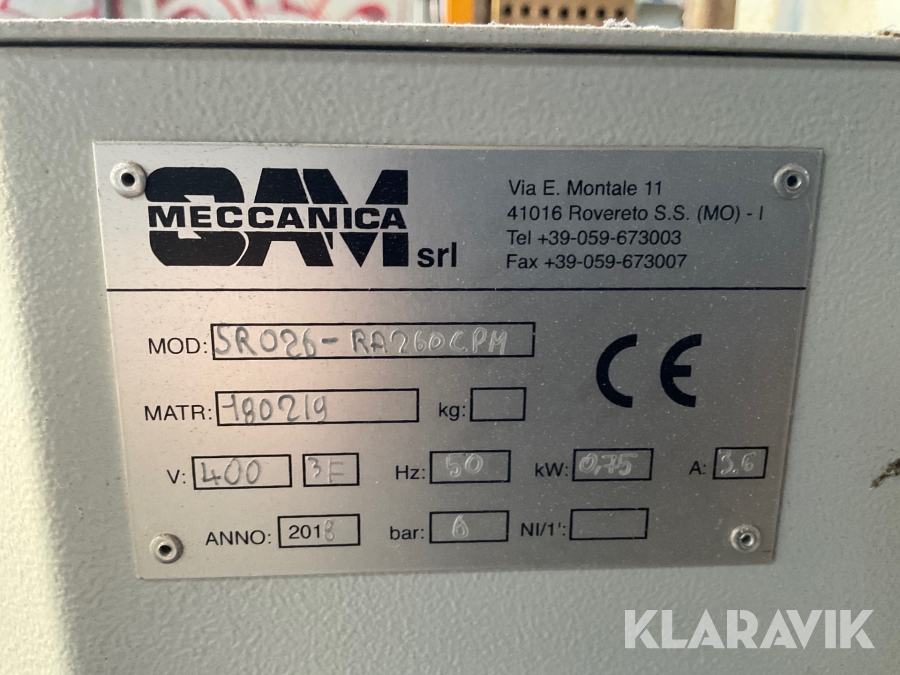 SAM
MECCANICA
srl
Via E. Montale 11
41016 Rovereto S.S. (MO) - I
Tel +39-059-673003
Fax +39-059-673007
MOD: SR026-RA260CPM
MATR: 180219 kg:
CE
V: 400 3F Hz: 50 kW: 0,75 A: 3.6
ANNO: 2018 bar: 6 Nl/1':
KLARAVIK